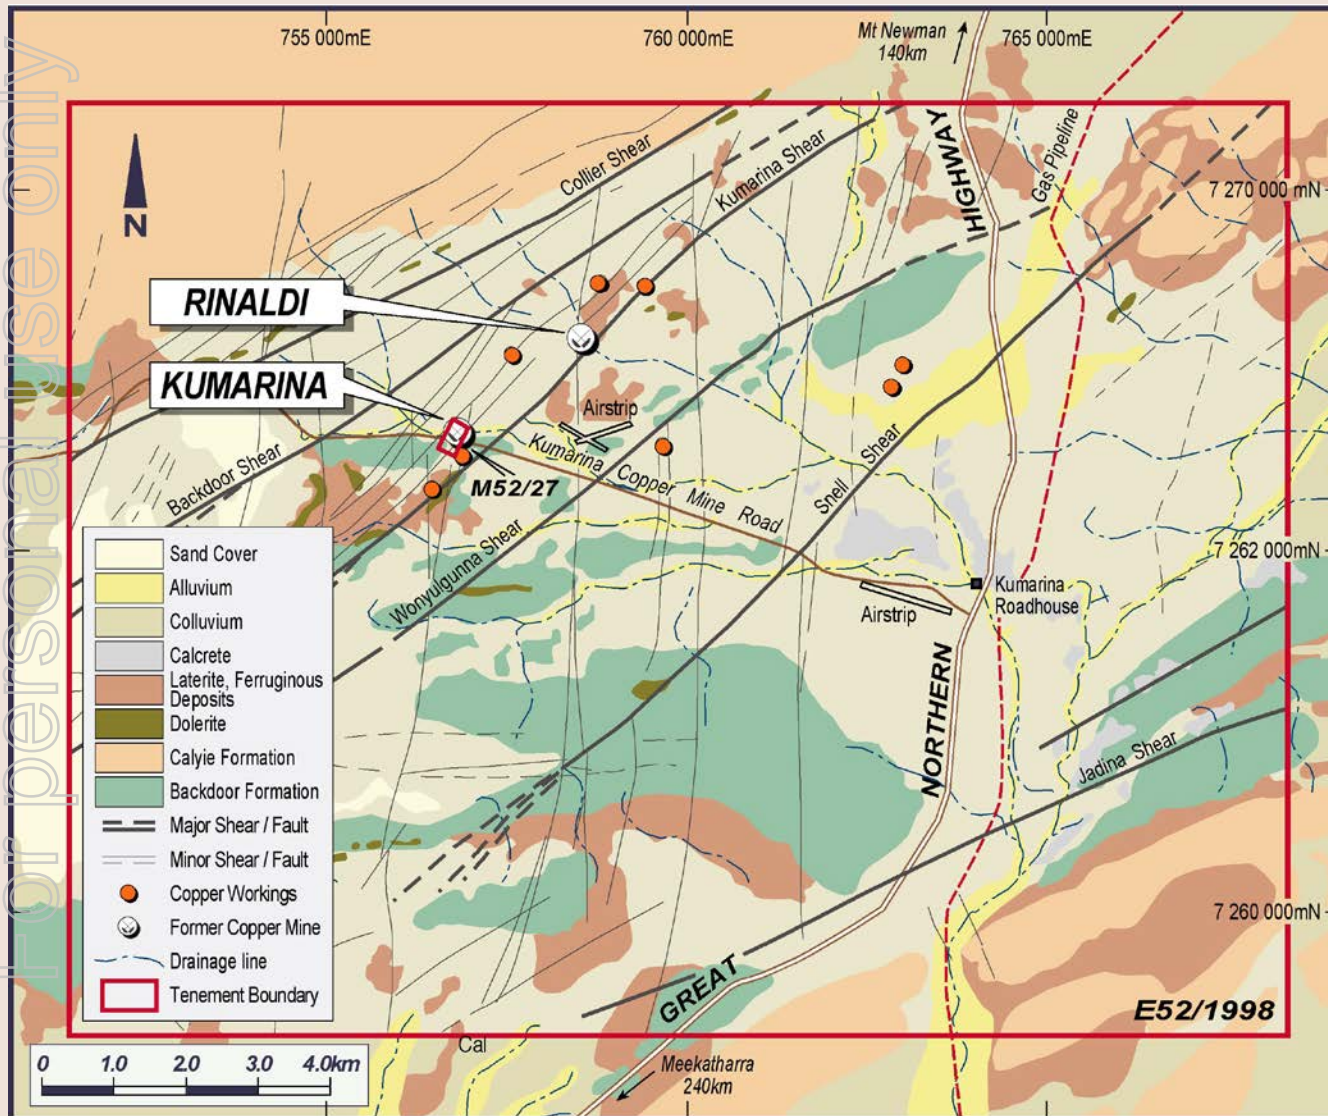 For personal use only
755 000mE
760 000mE
765 000mE
Mt Newman
140km
HIGHWAY
Gas Pipeline
Collier Shear
Kumarina Shear
7 270 000 mN
N
RINALDI
KUMARINA
Airstrip
Kumarina Copper Mine Road
M52/27
Backdoor Shear
Wonyulgunna Shear
Snell Shear
7 262 000mN
Kumarina
Roadhouse
Airstrip
NORTHERN
Jadina Shear
7 260 000mN
GREAT
E52/1998
Sand Cover
Alluvium
Colluvium
Calcrete
Laterite, Ferruginous
Deposits
Dolerite
Calyie Formation
Backdoor Formation
Major Shear / Fault
Minor Shear / Fault
Copper Workings
Former Copper Mine
Drainage line
Tenement Boundary
0 1.0 2.0 3.0 4.0km
Cal
Meekatharra
240km